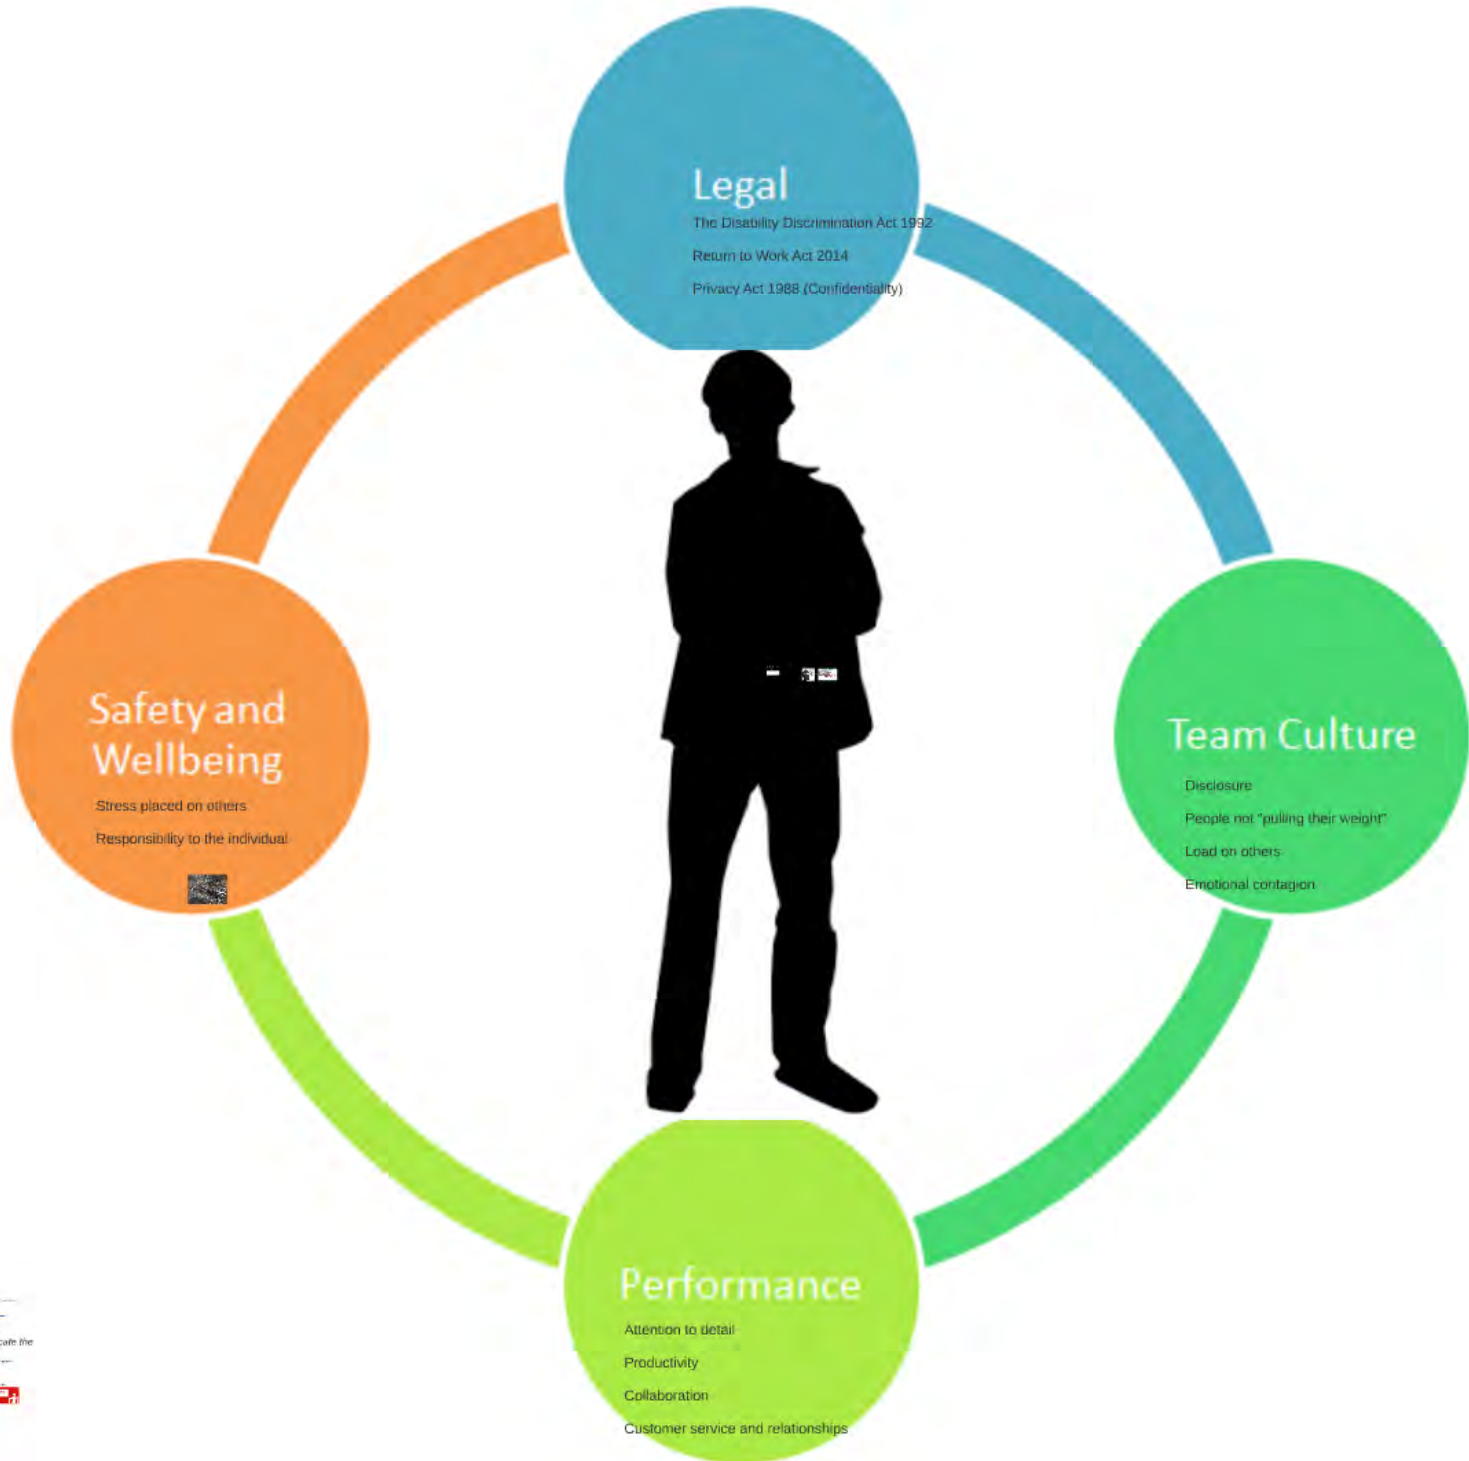 Legal
The Disability Discrimination Act 1992
Return to Work Act 2014
Privacy Act 1988 (Confidentiality)
Safety and
Wellbeing
Stress placed on others
Responsibility to the individual
Team Culture
Disclosure
People not "pulling their weight"
Load on others
Emotional contagion
Performance
Attention to detail
Productivity
Collaboration
Customer service and relationships
the